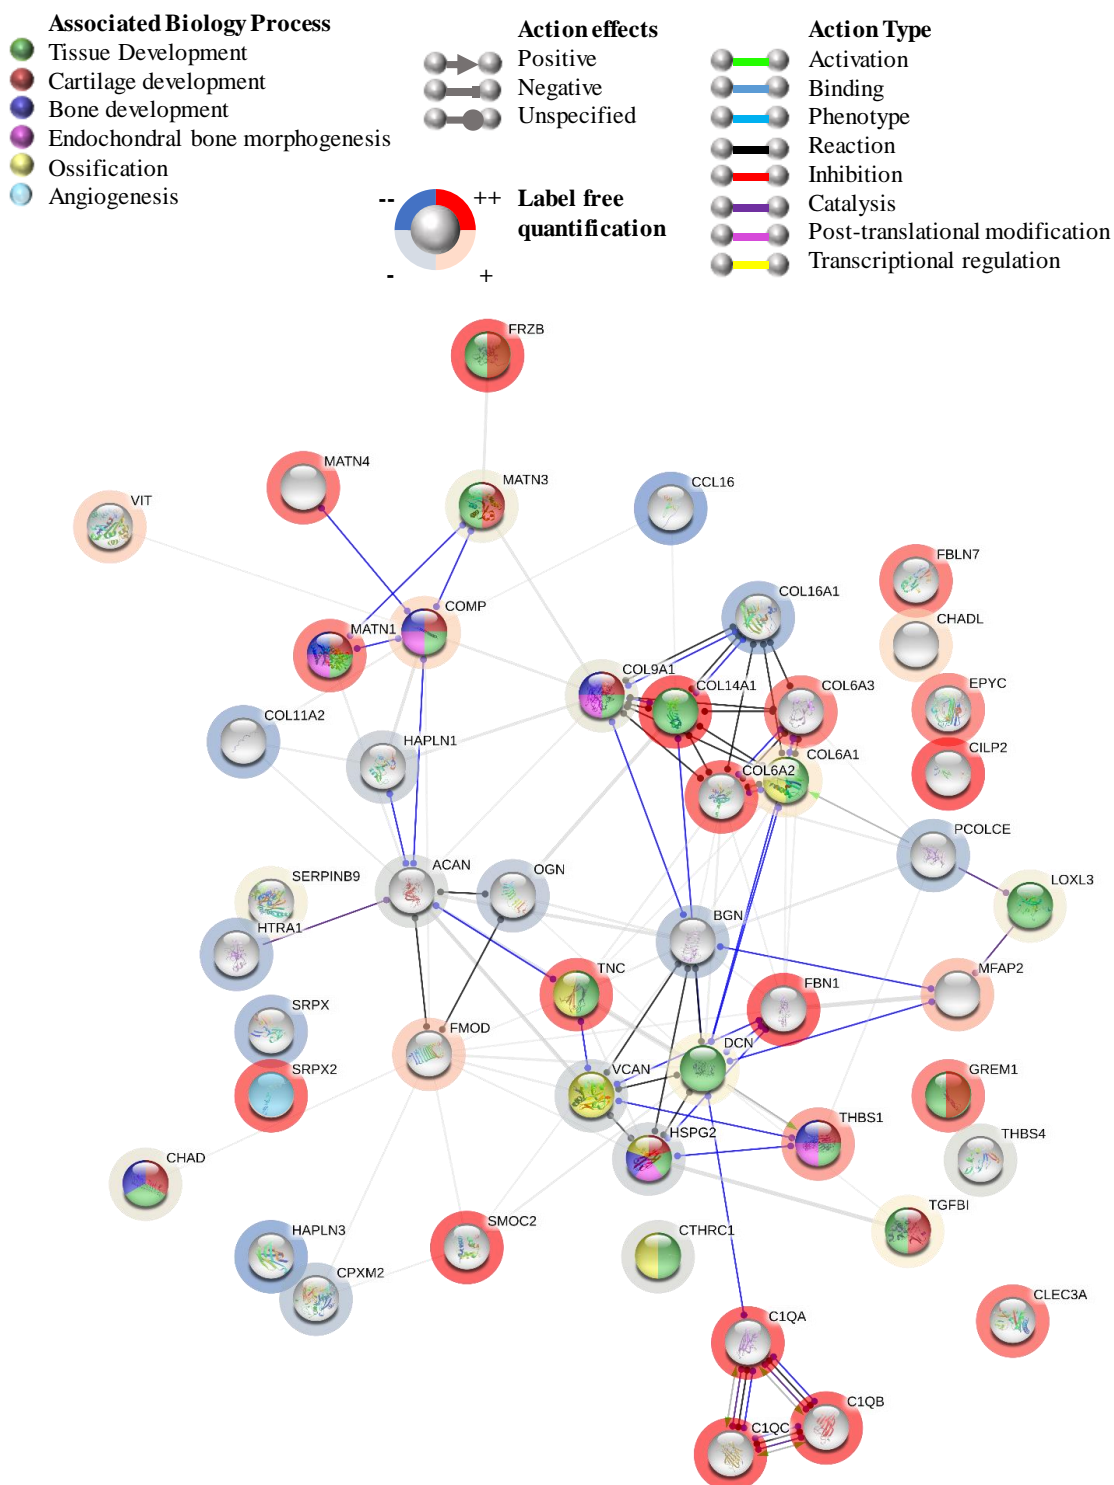 Associated Biology Process
Tissue Development
Cartilage development
Bone development
Endochondral bone morphogenesis
Ossification
Angiogenesis
Action effects
Positive
Negative
Unspecified
-- ++
- +
Label free
quantification
Action Type
Activation
Binding
Phenotype
Reaction
Inhibition
Catalysis
Post-translational modification
Transcriptional regulation
FRZB
MATN4
MATN3
CCL16
VIT
FBLN7
COL16A1
COMP
CHADL
MATN1
COL9A1
COL14A1
COL6A3
EPYC
COL11A2
HAPLN1
COL6A1
CILP2
COL6A2
PCOLCE
ACAN
OGN
SERPINB9
LOXL3
BGN
HTRA1
TNC
MFAP2
FBN1
SRPX
FMOD
DCN
SRPX2
VCAN
GREM1
THBS1
HSPG2
THBS4
CHAD
TGFBI
SMOC2
CTHRC1
HAPLN3
CPXM2
CLEC3A
C1QA
C1QB
C1QC